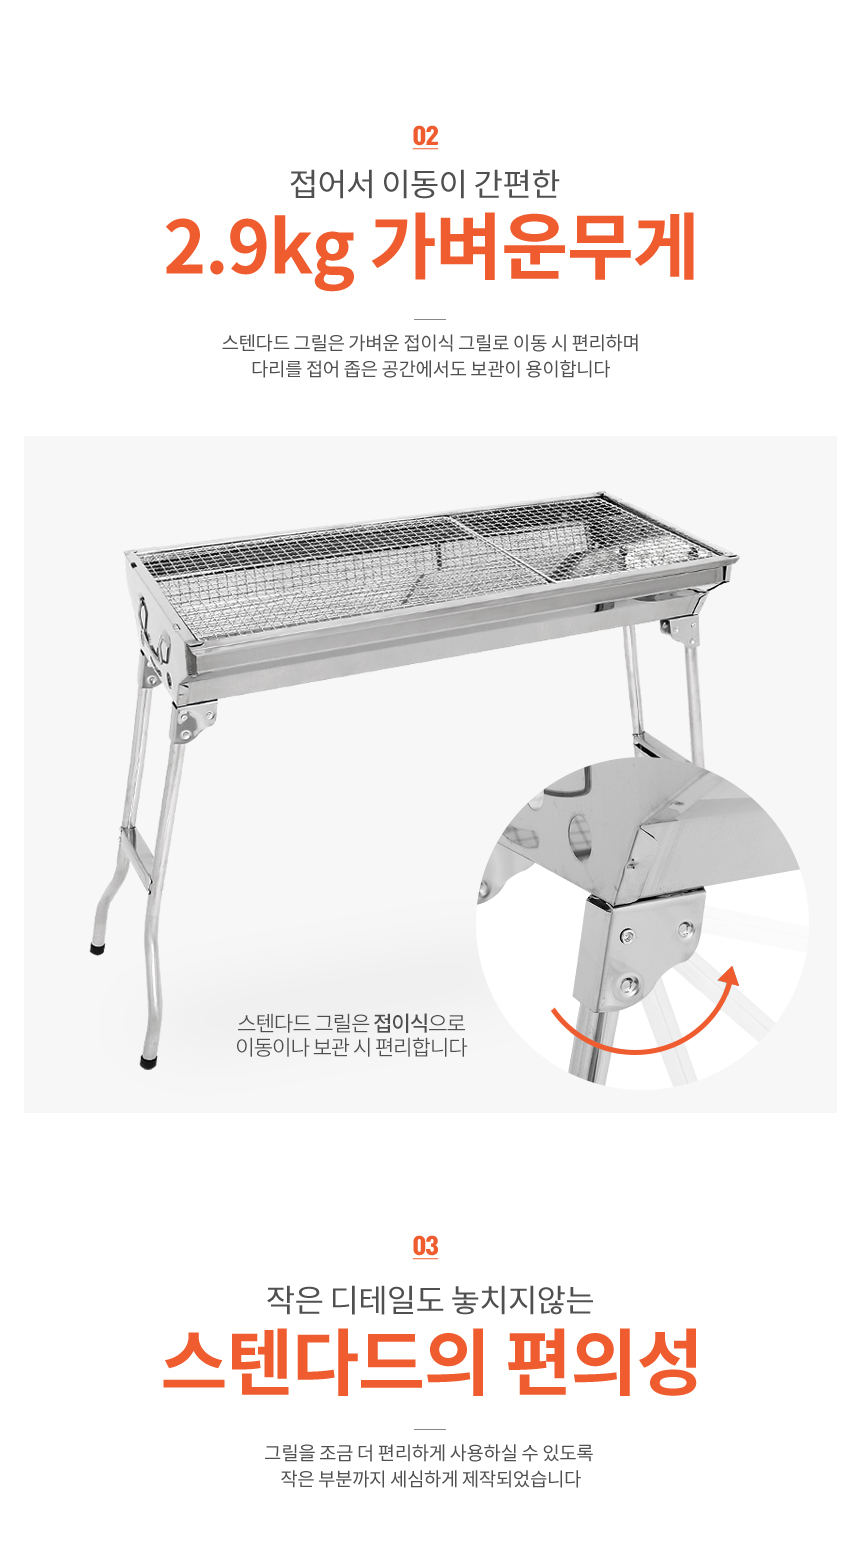 02
접어서 이동이 간편한
2.9kg 가벼운무게
스텐다드 그릴은 가벼운 접이식 그릴로 이동 시 편리하며
다리를 접어 좁은 공간에서도 보관이 용이합니다
스텐다드 그릴은 접이식으로
이동이나 보관 시 편리합니다
03
작은 디테일도 놓치지않는
스텐다드의 편의성
그릴을 조금 더 편리하게 사용하실 수 있도록
작은 부분까지 세심하게 제작되었습니다